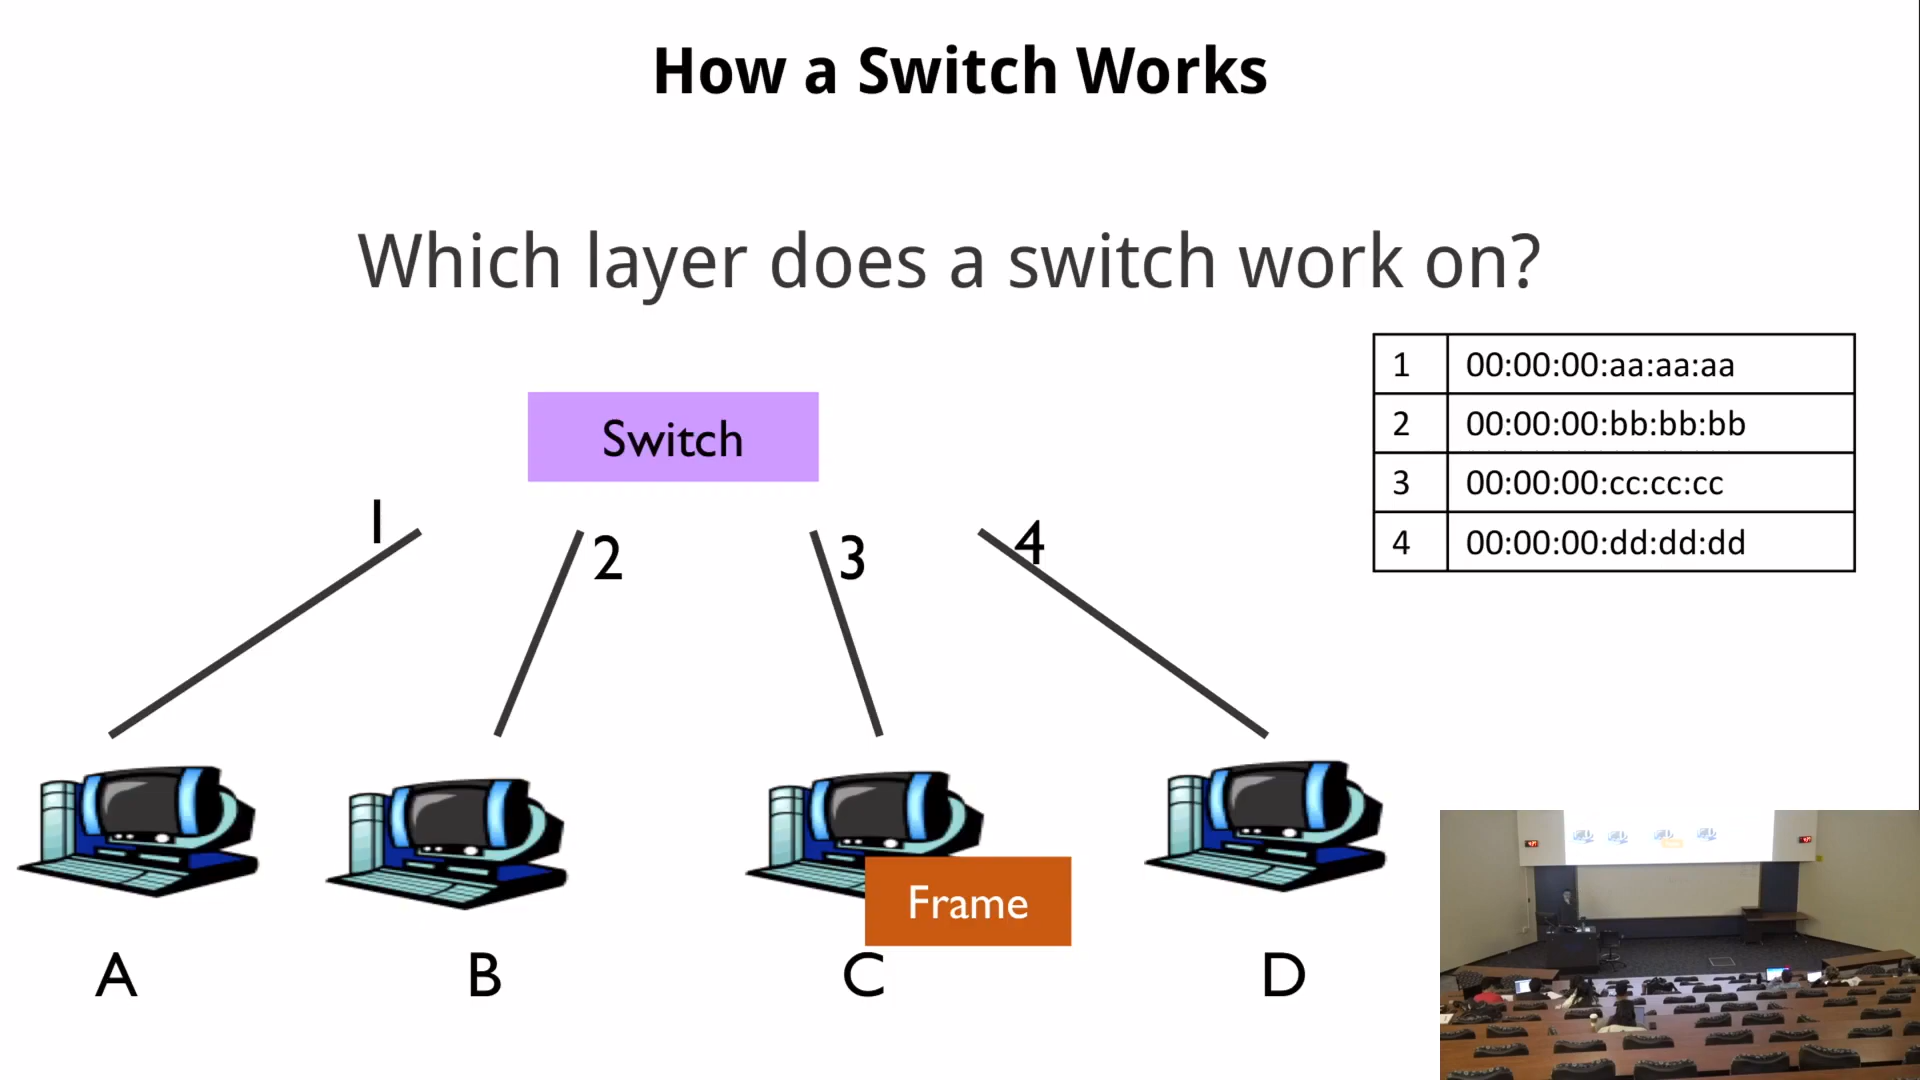 How a Switch Works
Which layer does a switch work on?
1 00:00:00:aa:aa:aa
2 00:00:00:bb:bb:bb
3 00:00:00:cc:cc:cc
4 00:00:00:dd:dd:dd
Switch
1
2
3
4
Frame
A
B
C
D